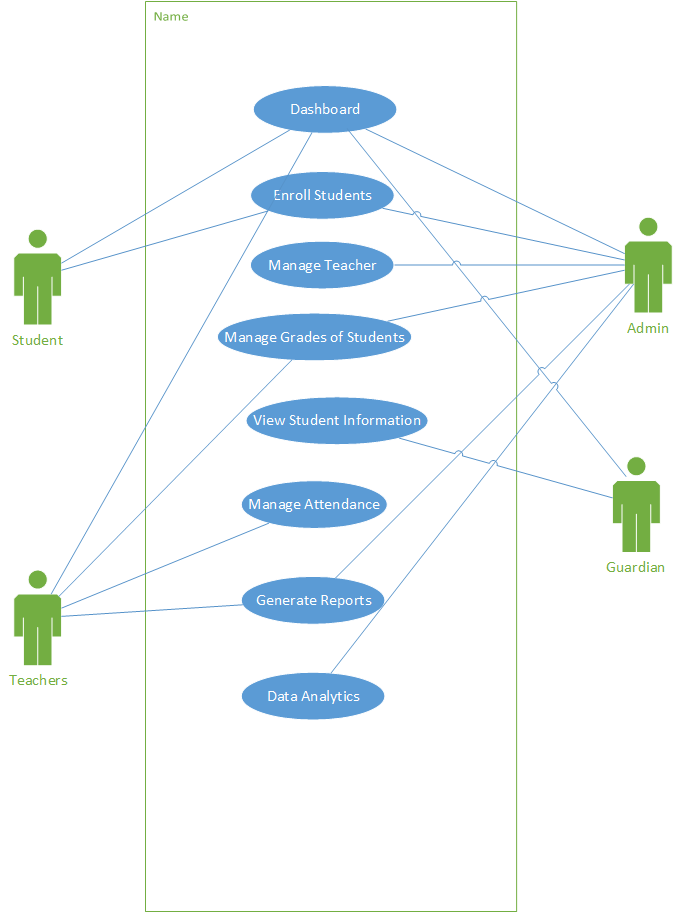 Name
Dashboard
Enroll Students
Manage Teacher
Student
Admin
Manage Grades of Students
View Student Information
Manage Attendance
Guardian
Generate Reports
Teachers
Data Analytics